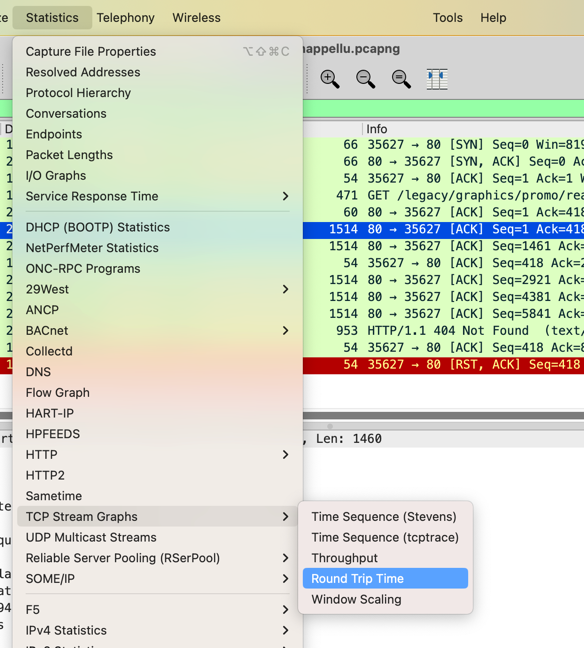 Statistics Telephony Wireless Tools Help
appellu.pcapng
Capture File Properties ⌥⇧⌘C
Resolved Addresses
Protocol Hierarchy
Conversations
Endpoints
Packet Lengths
I/O Graphs
Service Response Time
DHCP (BOOTP) Statistics
NetPerfMeter Statistics
ONC-RPC Programs
29West
ANCP
BACnet
Collectd
DNS
Flow Graph
HART-IP
HPFEEDS
HTTP
HTTP2
Sametime
TCP Stream Graphs
UDP Multicast Streams
Reliable Server Pooling (RSerPool)
SOME/IP
F5
IPv4 Statistics
Time Sequence (Stevens)
Time Sequence (tcptrace)
Throughput
Round Trip Time
Window Scaling
Info
66 35627 → 80 [SYN] Seq=0 Win=819
66 80 → 35627 [SYN, ACK] Seq=0 Ac
54 35627 → 80 [ACK] Seq=1 Ack=1 W
471 GET /legacy/graphics/promo/rea
60 80 → 35627 [ACK] Seq=1 Ack=418
1514 80 → 35627 [ACK] Seq=1 Ack=418
1514 80 → 35627 [ACK] Seq=1461 Ack=
54 35627 → 80 [ACK] Seq=418 Ack=2
1514 80 → 35627 [ACK] Seq=2921 Ack=
1514 80 → 35627 [ACK] Seq=4381 Ack=
1514 80 → 35627 [ACK] Seq=5841 Ack=
953 HTTP/1.1 404 Not Found (text/
54 35627 → 80 [ACK] Seq=418 Ack=8
54 35627 → 80 [RST, ACK] Seq=418
, Len: 1460